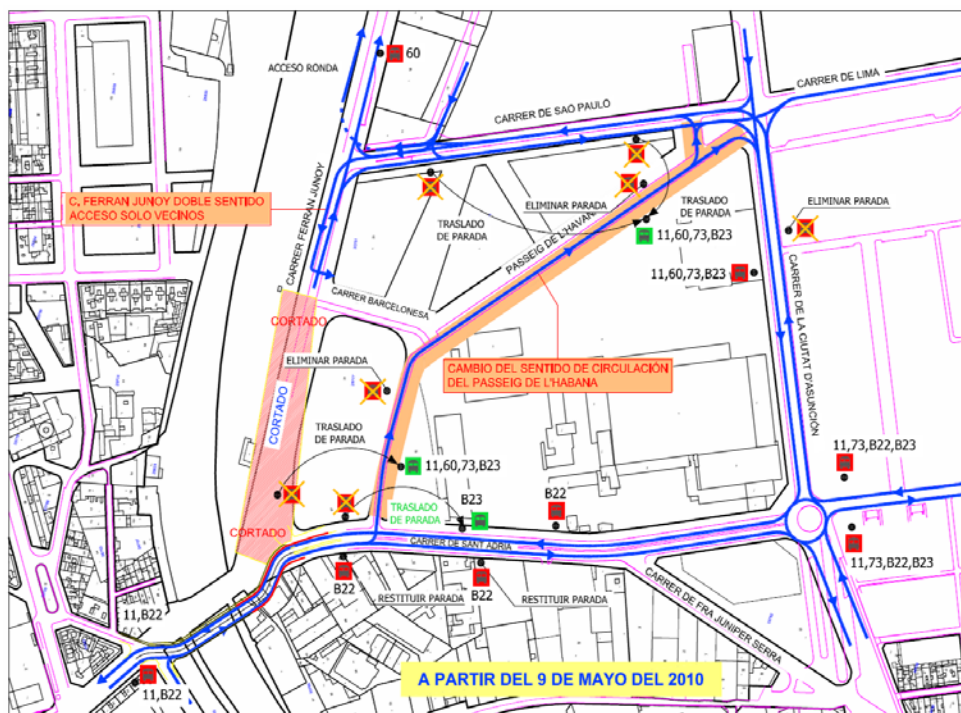 60
ACCESO RONDA
CARRER DE LIMA
CARRER DE SAO PAULO
C, FERRAN JUNOY DOBLE SENTIDO
ACCESO SOLO VECINOS
CARRER FERRAN JUNOY
TRASLADO
DE PARADA
ELIMINAR PARADA
TRASLADO
DE PARADA
ELIMINAR PARADA
PASSEIG DE L'HAVANA
11,60,73,B23
11,60,73,B23
CARRER BARCELONESA
CORTADO
CARRER DE LA CIUTAT D'ASUNCIÓN
ELIMINAR PARADA
CAMBIO DEL SENTIDO DE CIRCULACIÓN
DEL PASSEIG DE L'HABANA
CORTADO
TRASLADO
DE PARADA
11,60,73,B23
11,73,B22,B23
B23
B22
TRASLADO
DE PARADA
CORTADO
CARRER DE SANT ADRIA
11,73,B22,B23
B22
RESTITUIR PARADA
B22
RESTITUIR PARADA
CARRER DE FRA JUNIPER SERRA
11,B22
11,B22
A PARTIR DEL 9 DE MAYO DEL 2010